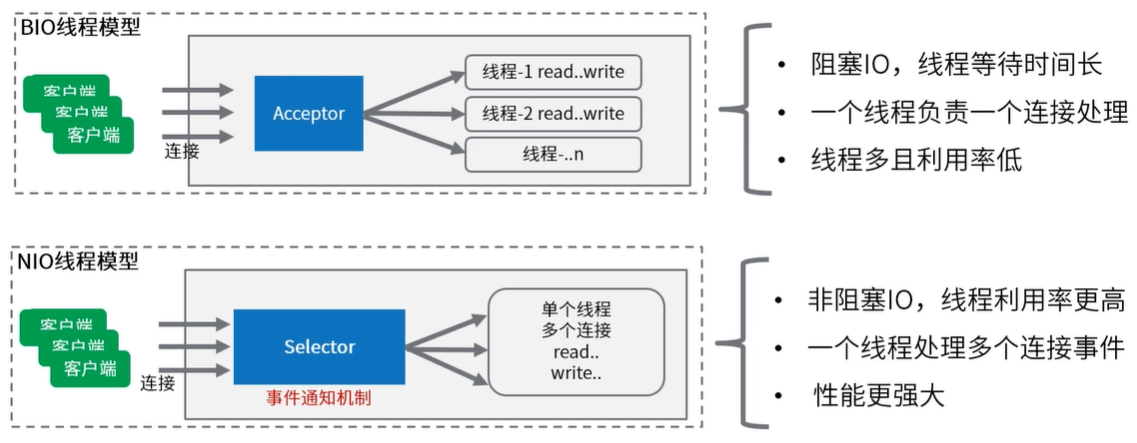 BIO线程模型
客户端
客户端
客户端
连接
Acceptor
线程-1 read..write
线程-2 read..write
线程-..n
• 阻塞IO，线程等待时间长
• 一个线程负责一个连接处理
• 线程多且利用率低
NIO线程模型
客户端
客户端
客户端
连接
Selector
事件通知机制
单个线程
多个连接
read..
write..
• 非阻塞IO，线程利用率更高
• 一个线程处理多个连接事件
• 性能更强大